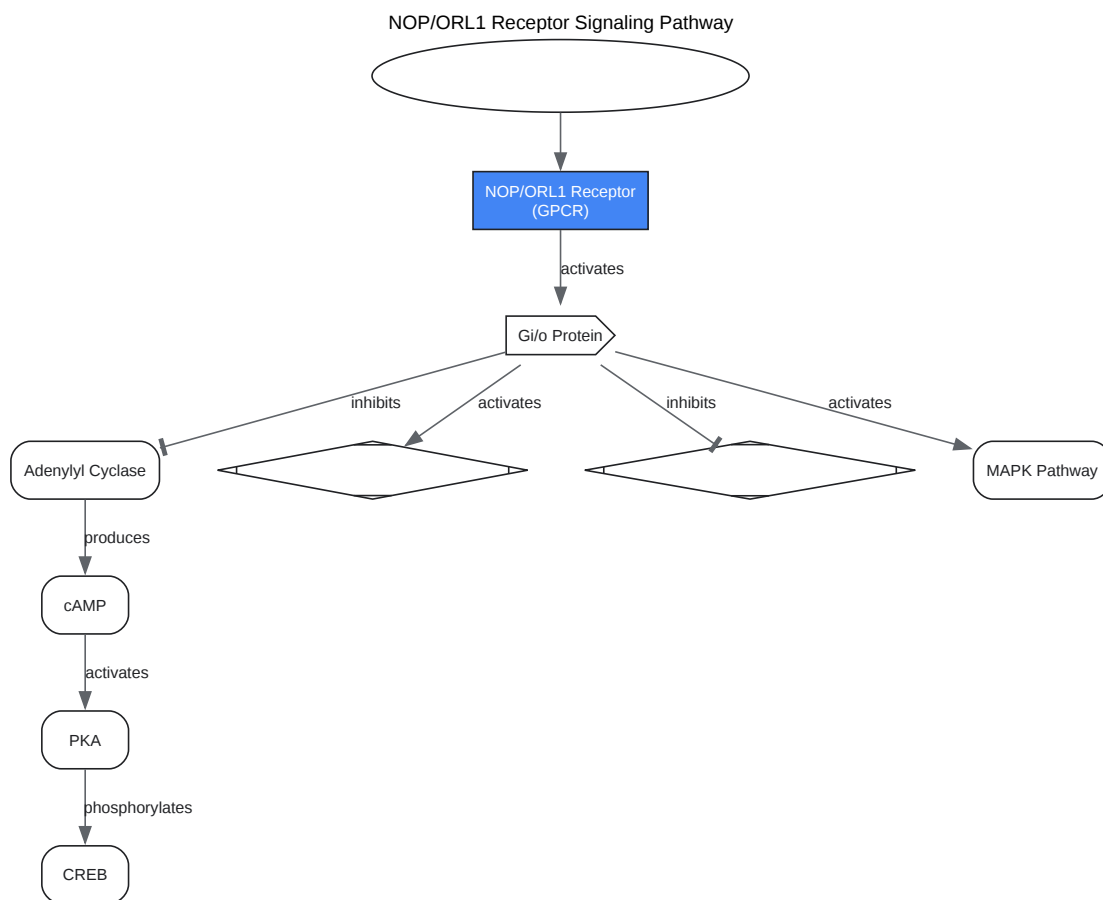 NOP/ORL1 Receptor Signaling Pathway
NOP/ORL1 Receptor
(GPCR)
activates
Gi/o Protein
inhibits
activates
inhibits
activates
Adenylyl Cyclase
MAPK Pathway
produces
cAMP
activates
PKA
phosphorylates
CREB